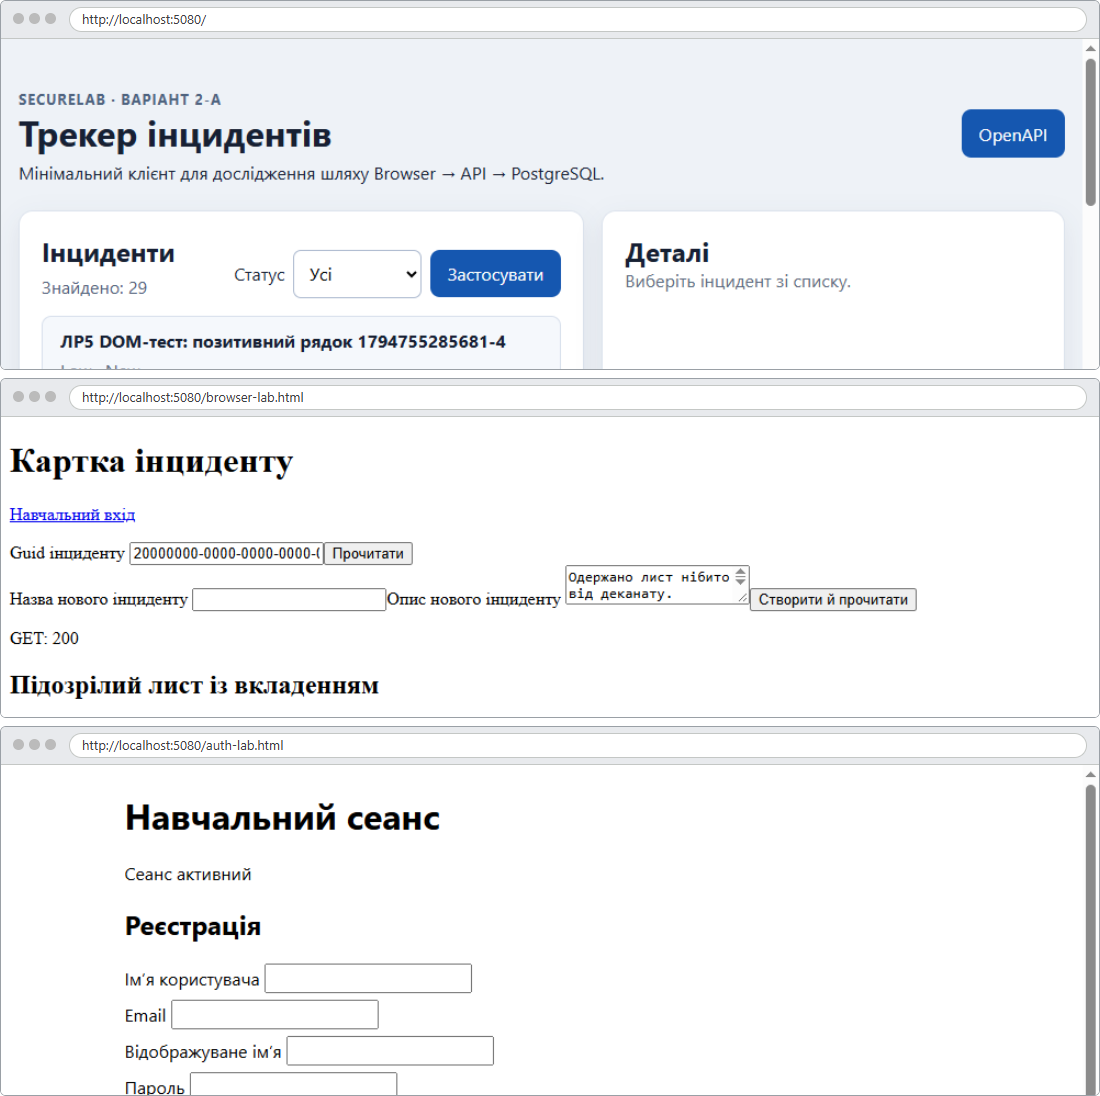 http://localhost:5080/
SECURELAB · ВАРІАНТ 2-А
Трекер інцидентів
Мінімальний клієнт для дослідження шляху Browser → API → PostgreSQL.
OpenAPI
Інциденти
Знайдено: 29
Статус
Усі
Застосувати
ЛР5 DOM-тест: позитивний рядок 1794755285681-4
Деталі
Виберіть інцидент зі списку.
http://localhost:5080/browser-lab.html
Картка інциденту
Навчальний вхід
Guid інциденту 20000000-0000-0000-0000-( Прочитати
Назва нового інциденту Опис нового інциденту Одержано лист нібито
від деканату. Створити й прочитати
GET: 200
Підозрілий лист із вкладенням
http://localhost:5080/auth-lab.html
Навчальний сеанс
Сеанс активний
Реєстрація
Ім’я користувача
Email
Відображуване ім’я
Пароль